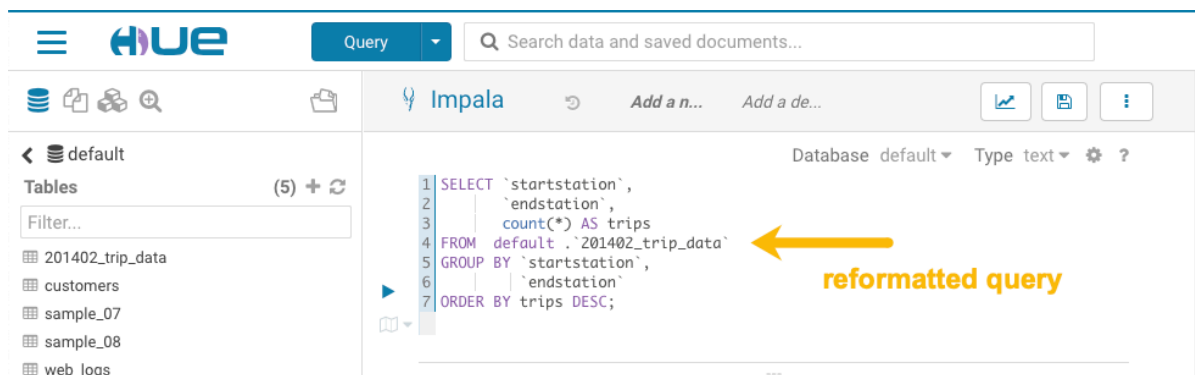 HUE
Query
Search data and saved documents...
Impala Add a n... Add a de...
default
Database default Type text ?
Tables (5)
Filter...
201402_trip_data
customers
sample_07
sample_08
web_logs
1 SELECT `startstation`,
2 `endstation`,
3 count(*) AS trips
4 FROM default .`201402_trip_data`
5 GROUP BY `startstation`,
6 `endstation`
7 ORDER BY trips DESC;
reformatted query